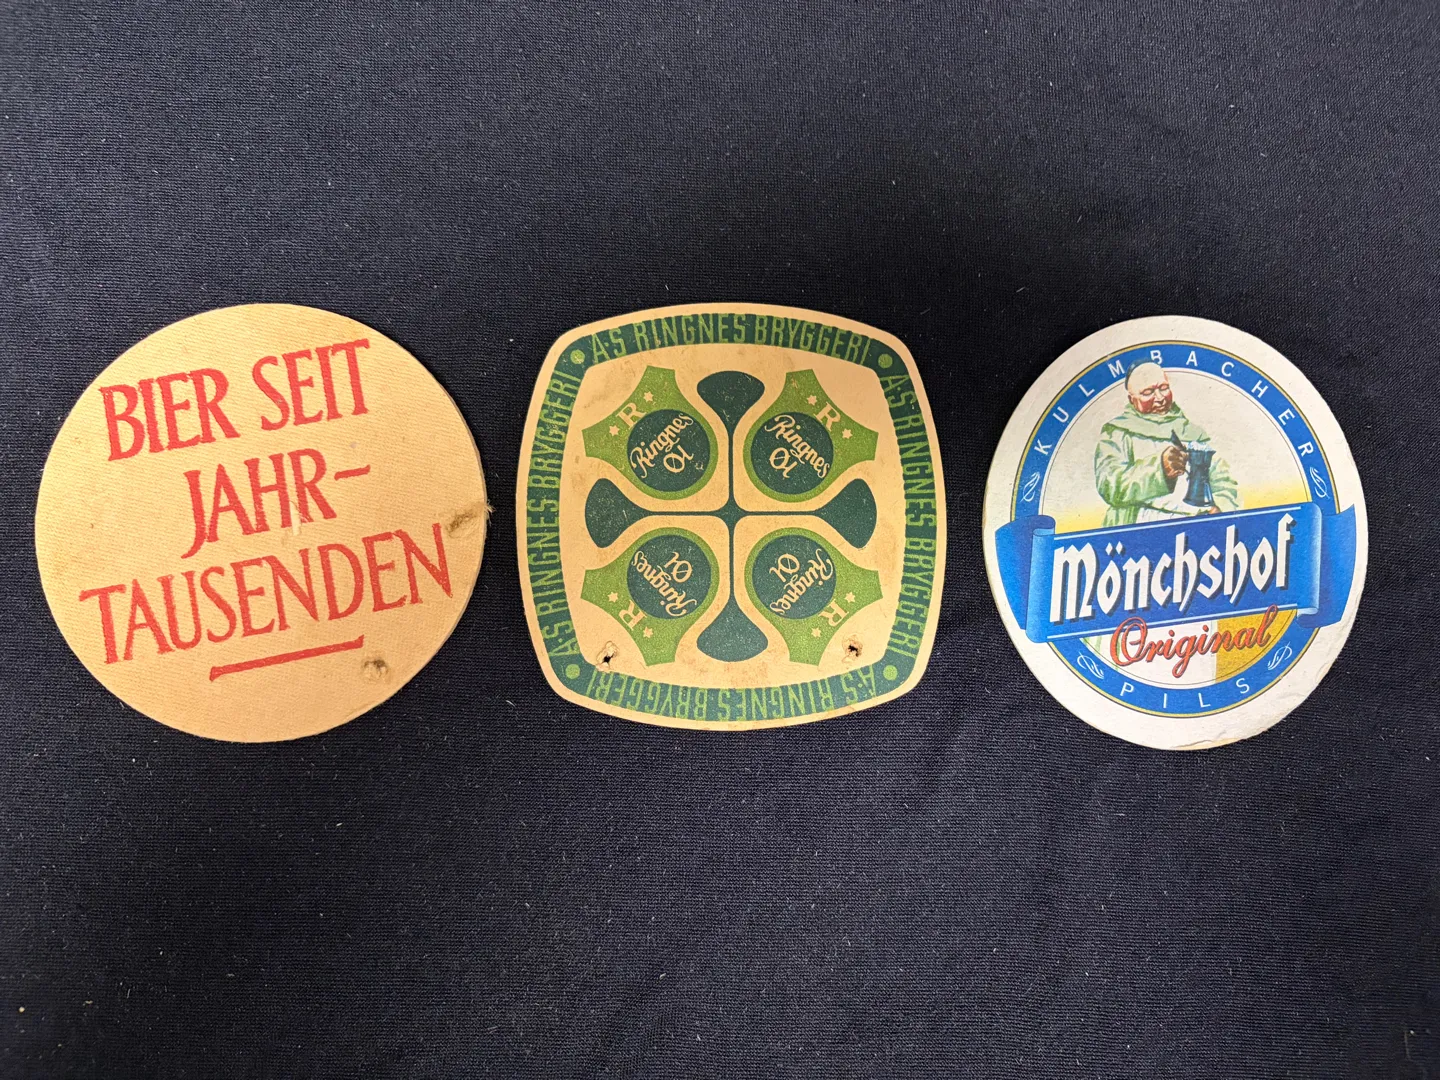 BIER SEIT
JAHR-
TAUSENDEN
A·S RINGNES BRYGGERI
A·S RINGNES BRYGGERI
A·S RINGNES BRYGGERI
A·S RINGNES BRYGGERI
R
Ringnes
Øl
R
Ringnes
Øl
R
Ringnes
Øl
R
Ringnes
Øl
KULMBACHER
Mönchshof
Original
PILS